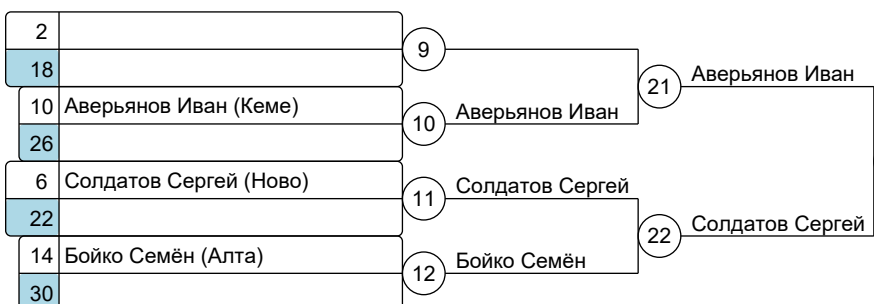 2
9
18
21 Аверьянов Иван
10 Аверьянов Иван (Кеме)
10 Аверьянов Иван
26
6 Солдатов Сергей (Ново)
11 Солдатов Сергей
22
22 Солдатов Сергей
14 Бойко Семён (Алта)
12 Бойко Семён
30